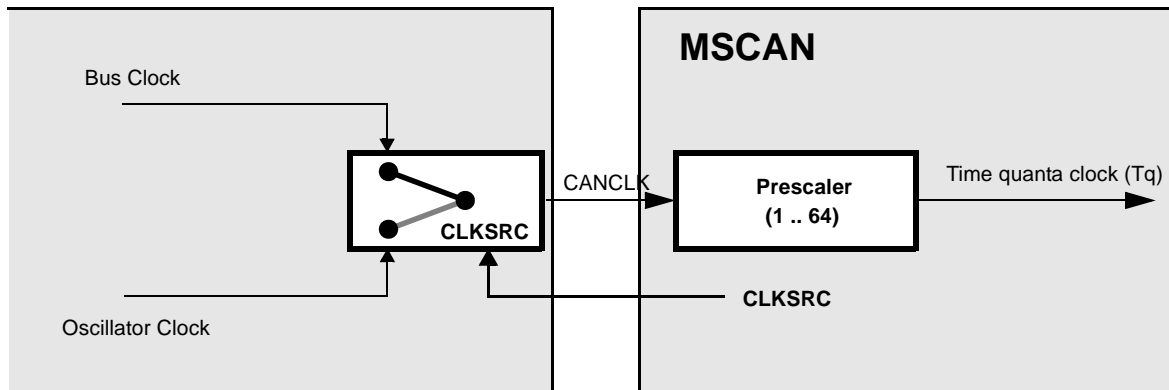 MSCAN
Bus Clock
CANCLK
Time quanta clock (Tq)
Prescaler
(1 .. 64)
CLKSRC
CLKSRC
Oscillator Clock